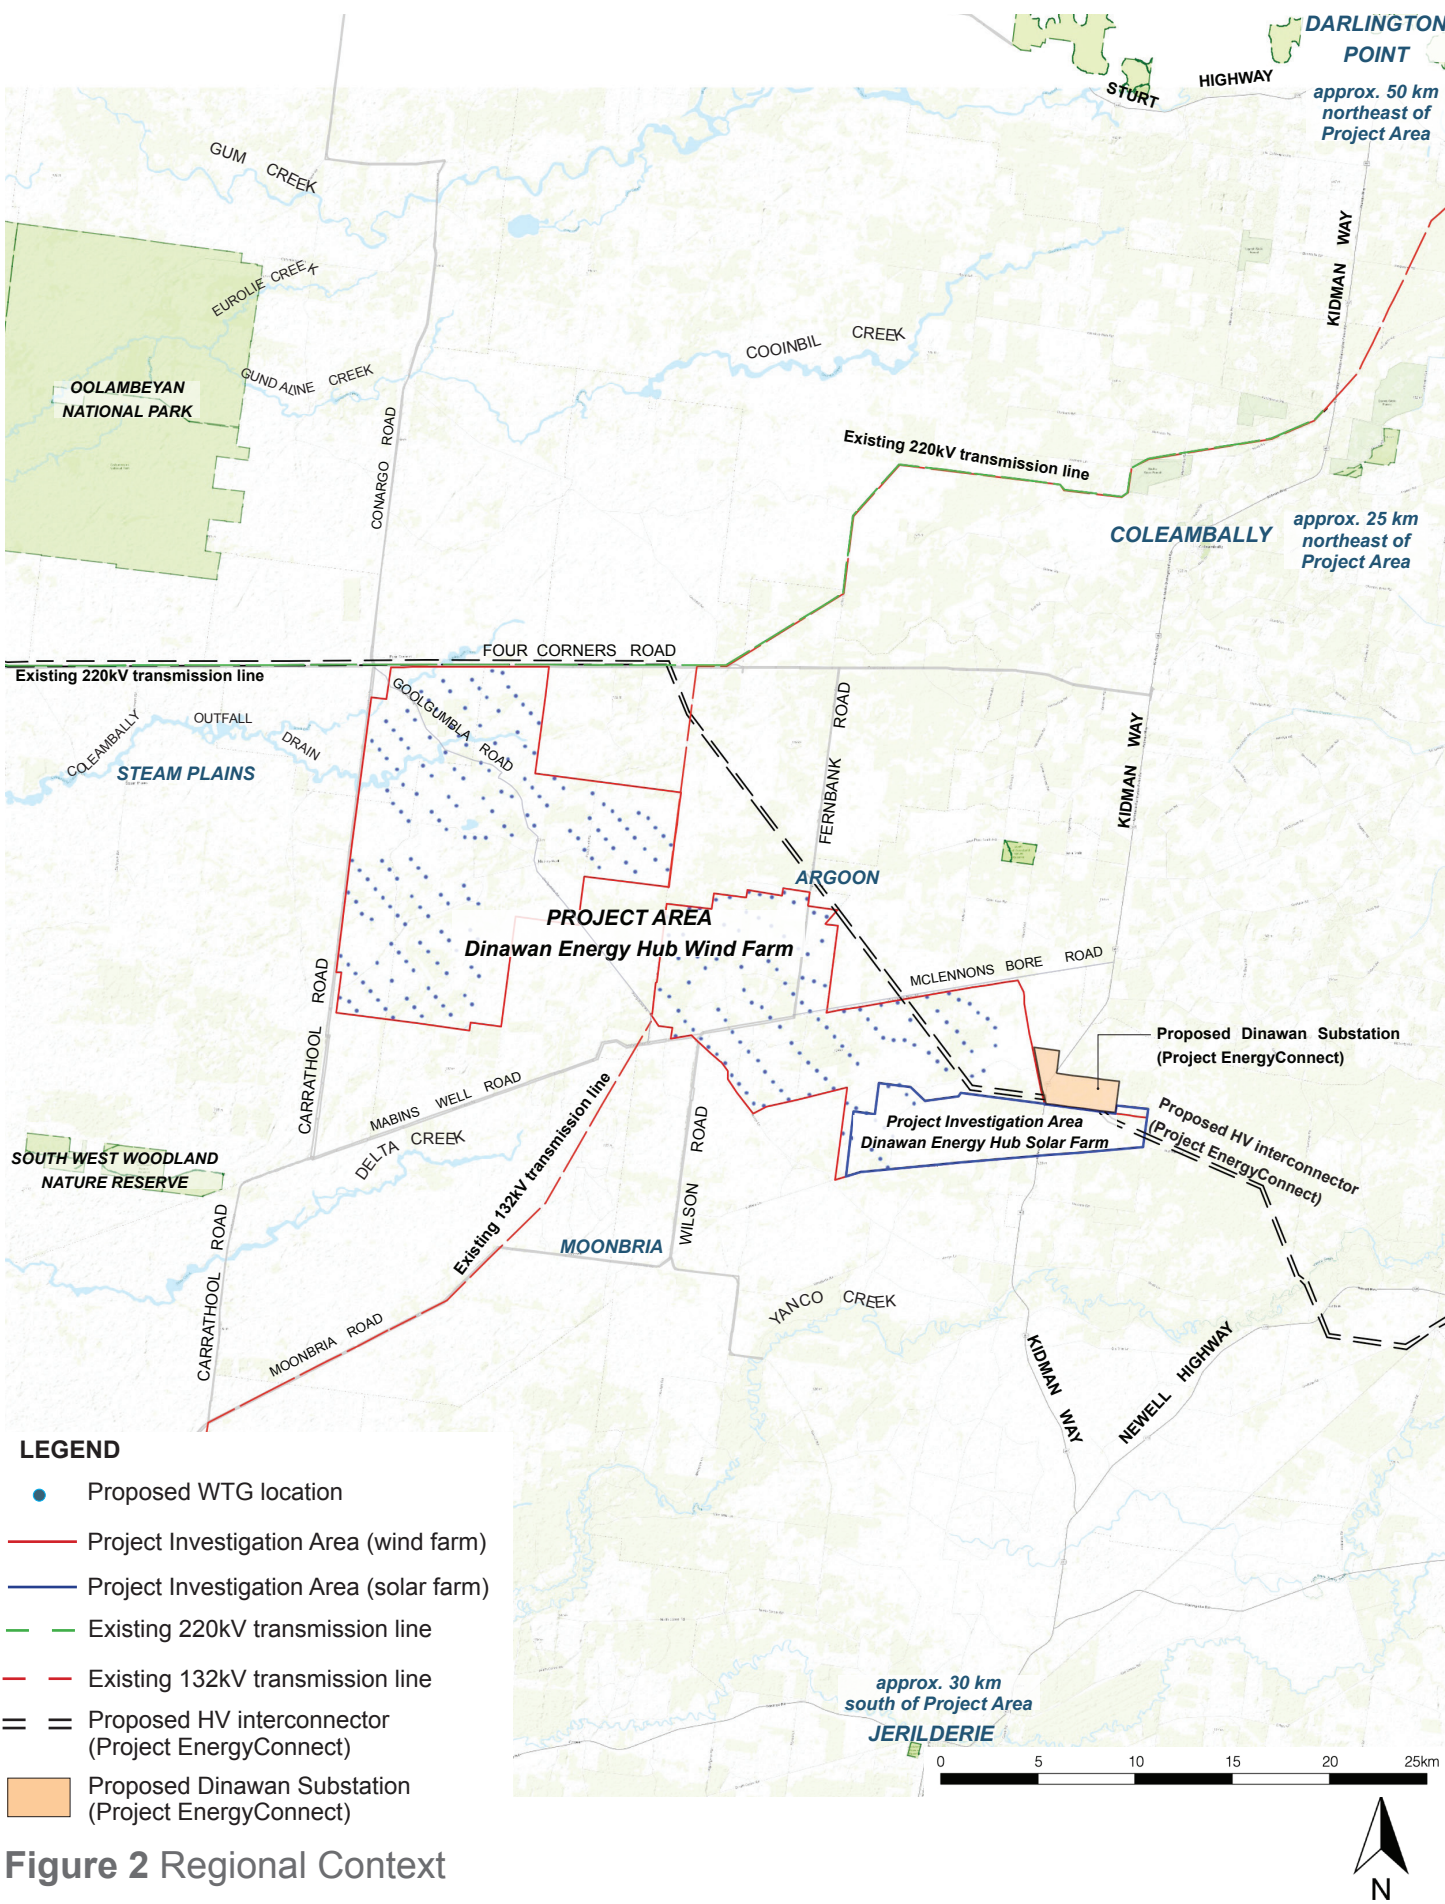 DARLINGTON
POINT
approx. 50 km
northeast of
Project Area
STURT HIGHWAY
GUM CREEK
KIDMAN WAY
EUROLIE CREEK
COOINBIL CREEK
GUNDALINE CREEK
OOLAMBEYAN
NATIONAL PARK
CONARGO ROAD
Existing 220kV transmission line
COLEAMBALLY
approx. 25 km
northeast of
Project Area
FOUR CORNERS ROAD
Existing 220kV transmission line
GOOLGUMBLA ROAD
COLEAMBALLY OUTFALL DRAIN
STEAM PLAINS
FERNBANK ROAD
KIDMAN WAY
ARGOON
PROJECT AREA
Dinawan Energy Hub Wind Farm
MCLENNONS BORE ROAD
CARRATHOOL ROAD
Proposed Dinawan Substation
(Project EnergyConnect)
MABINS WELL ROAD
Existing 132kV transmission line
WILSON ROAD
Project Investigation Area
Dinawan Energy Hub Solar Farm
Proposed HV interconnector
(Project EnergyConnect)
DELTA CREEK
SOUTH WEST WOODLAND
NATURE RESERVE
CARRATHOOL ROAD
MOONBRIA
YANCO CREEK
MOONBRIA ROAD
KIDMAN WAY
NEWELL HIGHWAY
LEGEND
Proposed WTG location
Project Investigation Area (wind farm)
Project Investigation Area (solar farm)
Existing 220kV transmission line
Existing 132kV transmission line
Proposed HV interconnector
(Project EnergyConnect)
Proposed Dinawan Substation
(Project EnergyConnect)
approx. 30 km
south of Project Area
JERILDERIE
0 5 10 15 20 25km
N
Figure 2 Regional Context